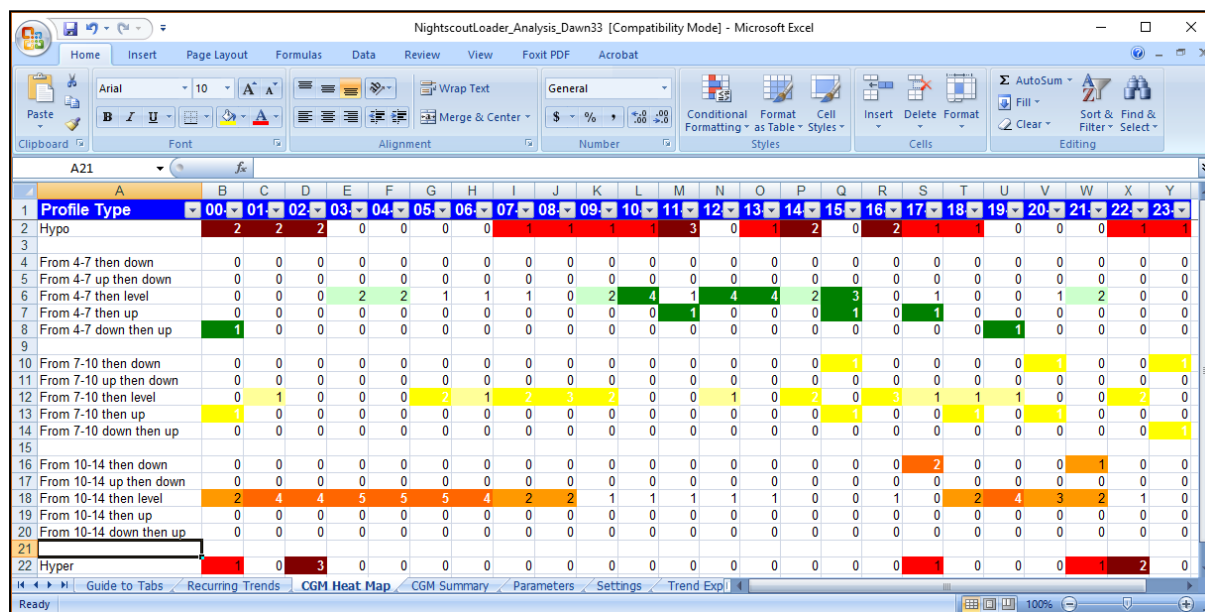 NightscoutLoader_Analysis_Dawn33 [Compatibility Mode] - Microsoft Excel
Home Insert Page Layout Formulas Data Review View Foxit PDF Acrobat
Paste Arial 10 A A Wrap Text General Conditional Formatting Format as Table Cell Styles Insert Delete Format Σ AutoSum Fill Clear Sort & Filter Find & Select
B I U A Merge & Center $ % , .0 .00 .00 .0
Clipboard Font Alignment Number Styles Cells Editing
A21 fx
A B C D E F G H I J K L M N O P Q R S T U V W X Y
1 Profile Type 00- 01- 02- 03- 04- 05- 06- 07- 08- 09- 10- 11- 12- 13- 14- 15- 16- 17- 18- 19- 20- 21- 22- 23-
2 Hypo 2 2 2 0 0 0 0 1 1 1 1 3 0 1 2 0 2 1 1 0 0 0 1 1
3
4 From 4-7 then down 0 0 0 0 0 0 0 0 0 0 0 0 0 0 0 0 0 0 0 0 0 0 0 0
5 From 4-7 up then down 0 0 0 0 0 0 0 0 0 0 0 0 0 0 0 0 0 0 0 0 0 0 0 0
6 From 4-7 then level 0 0 0 2 2 1 1 1 0 2 4 1 4 4 2 3 0 1 0 0 1 2 0 0
7 From 4-7 then up 0 0 0 0 0 0 0 0 0 0 0 1 0 0 0 1 0 1 0 0 0 0 0 0
8 From 4-7 down then up 1 0 0 0 0 0 0 0 0 0 0 0 0 0 0 0 0 0 0 1 0 0 0 0
9
10 From 7-10 then down 0 0 0 0 0 0 0 0 0 0 0 0 0 0 0 1 0 0 0 0 1 0 0 1
11 From 7-10 up then down 0 0 0 0 0 0 0 0 0 0 0 0 0 0 0 0 0 0 0 0 0 0 0 0
12 From 7-10 then level 0 1 0 0 0 2 1 2 3 2 0 0 1 0 2 0 3 1 1 1 0 0 2 0
13 From 7-10 then up 1 0 0 0 0 0 0 0 0 0 0 0 0 0 0 1 0 0 1 0 1 0 0 0
14 From 7-10 down then up 0 0 0 0 0 0 0 0 0 0 0 0 0 0 0 0 0 0 0 0 0 0 0 1
15
16 From 10-14 then down 0 0 0 0 0 0 0 0 0 0 0 0 0 0 0 0 0 2 0 0 0 1 0 0
17 From 10-14 up then down 0 0 0 0 0 0 0 0 0 0 0 0 0 0 0 0 0 0 0 0 0 0 0 0
18 From 10-14 then level 2 4 4 5 5 5 4 2 2 1 1 1 1 1 0 0 1 0 2 4 3 2 1 0
19 From 10-14 then up 0 0 0 0 0 0 0 0 0 0 0 0 0 0 0 0 0 0 0 0 0 0 0 0
20 From 10-14 down then up 0 0 0 0 0 0 0 0 0 0 0 0 0 0 0 0 0 0 0 0 0 0 0 0
21
22 Hyper 1 0 3 0 0 0 0 0 0 0 0 0 0 0 0 0 0 1 0 0 0 1 2 0
Guide to Tabs Recurring Trends CGM Heat Map CGM Summary Parameters Settings Trend Expl
Ready 100%